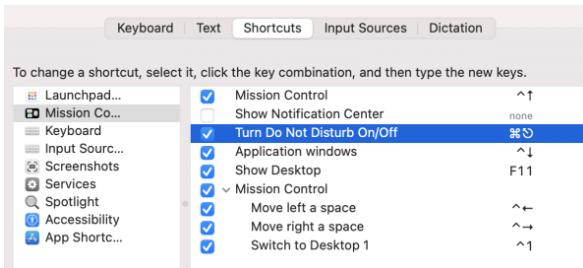 Keyboard Text Shortcuts Input Sources Dictation
To change a shortcut, select it, click the key combination, and then type the new keys.
Launchpad...
Mission Co...
Keyboard
Input Sourc...
Screenshots
Services
Spotlight
Accessibility
App Shortc...
Mission Control ^↑
Show Notification Center none
Turn Do Not Disturb On/Off ⌘⎋
Application windows ^↓
Show Desktop F11
Mission Control
Move left a space ^←
Move right a space ^→
Switch to Desktop 1 ^1